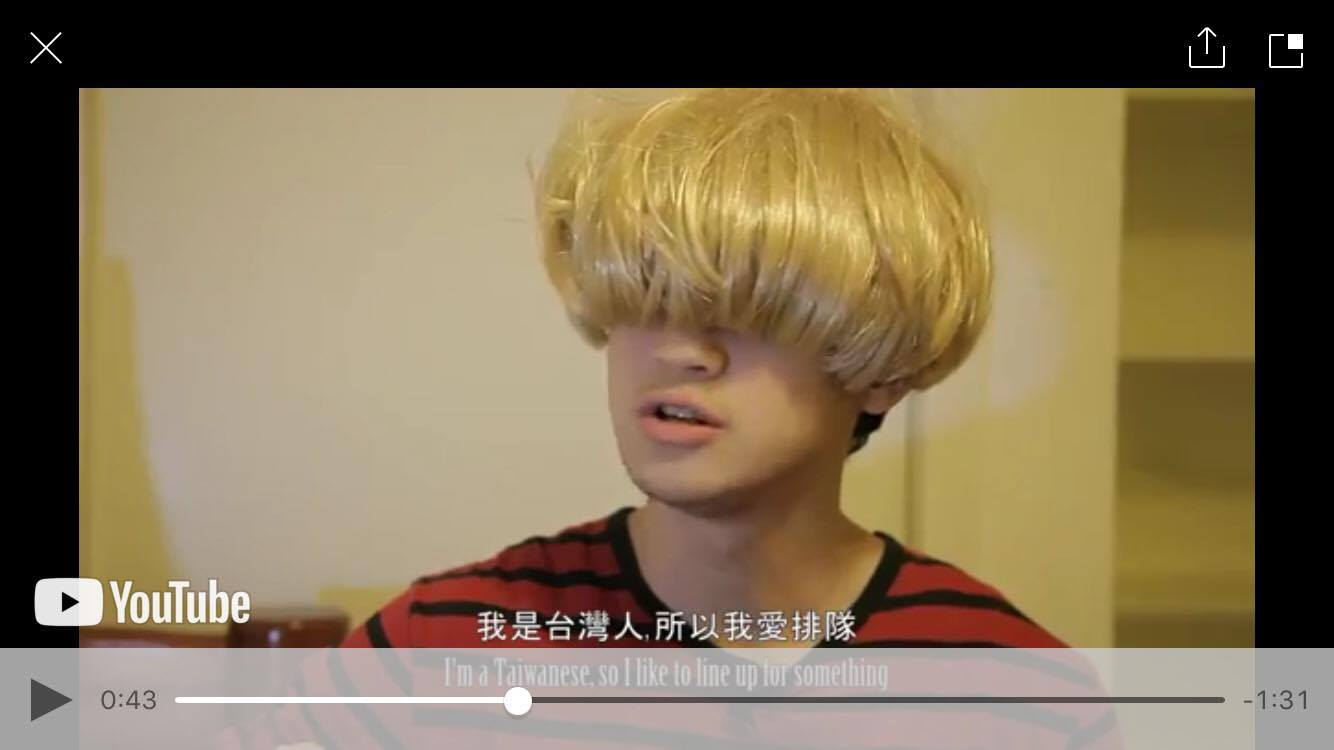 YouTube
我是台灣人,所以我愛排隊
I'm a Taiwanese, so I like to line up for something
0:43
-1:31